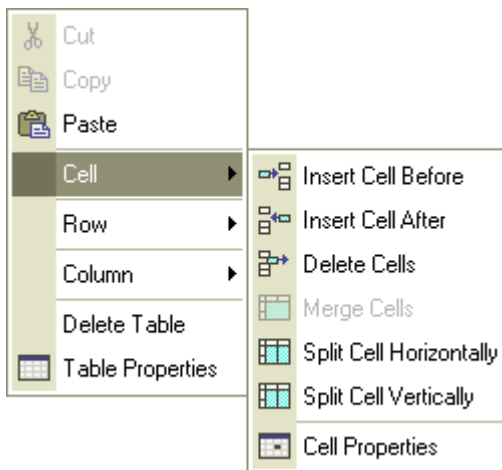 Cut
Copy
Paste
Cell
Row
Column
Delete Table
Table Properties
Insert Cell Before
Insert Cell After
Delete Cells
Merge Cells
Split Cell Horizontally
Split Cell Vertically
Cell Properties